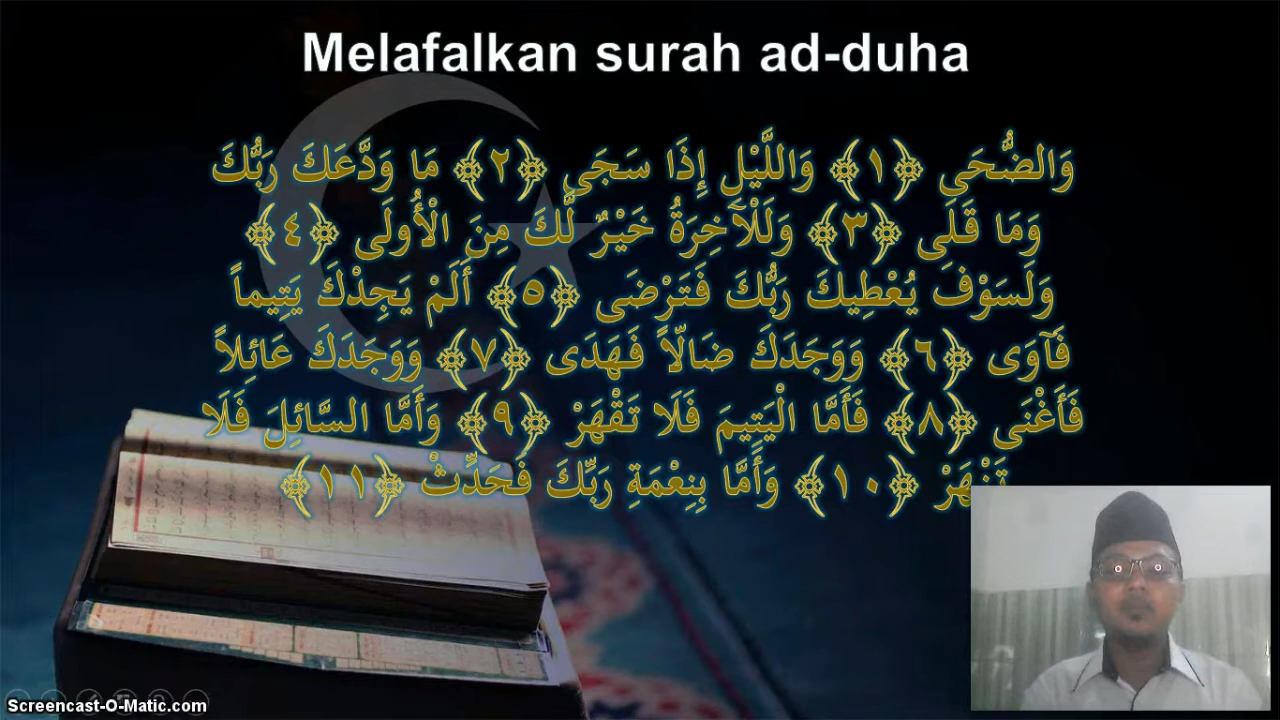 Melafalkan surah ad-duha
وَالضُّحَى ﴿١﴾ وَاللَّيْلِ إِذَا سَجَى ﴿٢﴾ مَا وَدَّعَكَ رَبُّكَ
وَمَا قَلَى ﴿٣﴾ وَلَلْآخِرَةُ خَيْرٌ لَّكَ مِنَ الْأُولَى ﴿٤﴾
وَلَسَوْفَ يُعْطِيكَ رَبُّكَ فَتَرْضَى ﴿٥﴾ أَلَمْ يَجِدْكَ يَتِيماً
فَآوَى ﴿٦﴾ وَوَجَدَكَ ضَالّاً فَهَدَى ﴿٧﴾ وَوَجَدَكَ عَائِلاً
فَأَغْنَى ﴿٨﴾ فَأَمَّا الْيَتِيمَ فَلَا تَقْهَرْ ﴿٩﴾ وَأَمَّا السَّائِلَ فَلَا
تَنْهَرْ ﴿١٠﴾ وَأَمَّا بِنِعْمَةِ رَبِّكَ فَحَدِّثْ ﴿١١﴾
Screencast-O-Matic.com